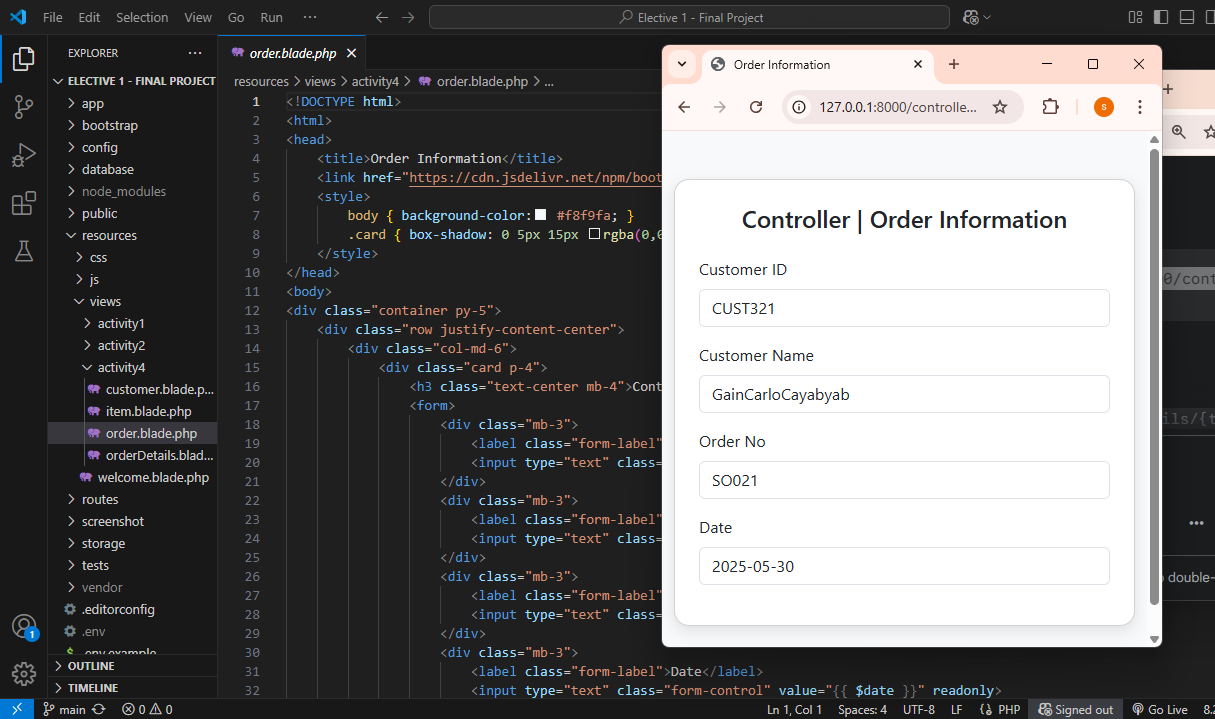 File Edit Selection View Go Run ···
Elective 1 - Final Project
EXPLORER ···
ELECTIVE 1 - FINAL PROJECT
app
bootstrap
config
database
node_modules
public
resources
css
js
views
activity1
activity2
activity4
customer.blade.p...
item.blade.php
order.blade.php
orderDetails.blad...
welcome.blade.php
routes
screenshot
storage
tests
vendor
.editorconfig
.env
.env.example
OUTLINE
TIMELINE
order.blade.php
resources > views > activity4 > order.blade.php > ...
1 <!DOCTYPE html>
2 <html>
3 <head>
4 <title>Order Information</title>
5 <link href="https://cdn.jsdelivr.net/npm/boot
6 <style>
7 body { background-color: #f8f9fa; }
8 .card { box-shadow: 0 5px 15px rgba(0,0
9 </style>
10 </head>
11 <body>
12 <div class="container py-5">
13 <div class="row justify-content-center">
14 <div class="col-md-6">
15 <div class="card p-4">
16 <h3 class="text-center mb-4">Cont
17 <form>
18 <div class="mb-3">
19 <label class="form-label"
20 <input type="text" class=
21 </div>
22 <div class="mb-3">
23 <label class="form-label"
24 <input type="text" class=
25 </div>
26 <div class="mb-3">
27 <label class="form-label"
28 <input type="text" class=
29 </div>
30 <div class="mb-3">
31 <label class="form-label">Date</label>
32 <input type="text" class="form-control" value="{{ $date }}" readonly>
Order Information
127.0.0.1:8000/controlle...
s
Controller | Order Information
Customer ID
CUST321
Customer Name
GainCarloCayabyab
Order No
SO021
Date
2025-05-30
0/cont
ils/{t
double-
1
main 0 0
Ln 1, Col 1 Spaces: 4 UTF-8 LF PHP Signed out Go Live 8.2